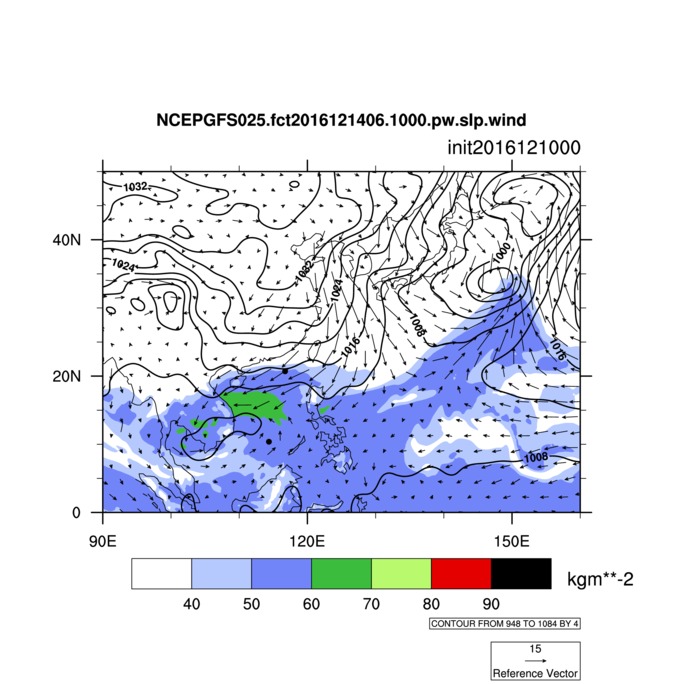 NCEPGFS025.fct2016121406.1000.pw.slp.wind
init2016121000
1032
1000
40N
1024
1032
1024
1008
1016
1016
20N
1008
0
90E 120E 150E
kgm**-2
40 50 60 70 80 90
CONTOUR FROM 948 TO 1084 BY 4
15
Reference Vector